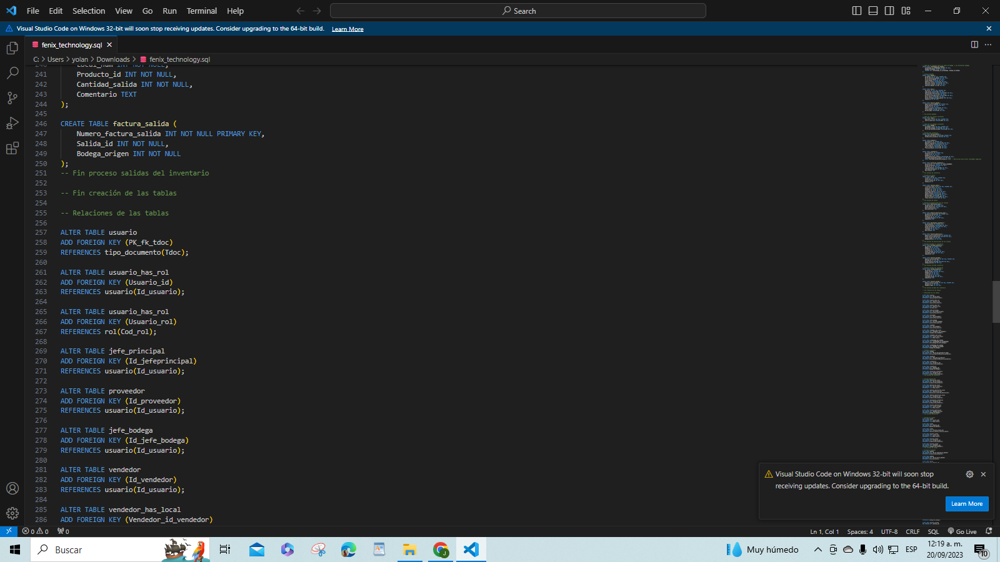 File Edit Selection View Go Run Terminal Help
Search
Visual Studio Code on Windows 32-bit will soon stop receiving updates. Consider upgrading to the 64-bit build. Learn More
fenix_technology.sql
C: > Users > yolan > Downloads > fenix_technology.sql
240 Local_num INT NOT NULL,
241 Producto_id INT NOT NULL,
242 Cantidad_salida INT NOT NULL,
243 Comentario TEXT
244 );
245
246 CREATE TABLE factura_salida (
247 Numero_factura_salida INT NOT NULL PRIMARY KEY,
248 Salida_id INT NOT NULL,
249 Bodega_origen INT NOT NULL
250 );
251 -- Fin proceso salidas del inventario
252
253 -- Fin creación de las tablas
254
255 -- Relaciones de las tablas
256
257 ALTER TABLE usuario
258 ADD FOREIGN KEY (PK_fk_tdoc)
259 REFERENCES tipo_documento(Tdoc);
260
261 ALTER TABLE usuario_has_rol
262 ADD FOREIGN KEY (Usuario_id)
263 REFERENCES usuario(Id_usuario);
264
265 ALTER TABLE usuario_has_rol
266 ADD FOREIGN KEY (Usuario_rol)
267 REFERENCES rol(Cod_rol);
268
269 ALTER TABLE jefe_principal
270 ADD FOREIGN KEY (Id_jefeprincipal)
271 REFERENCES usuario(Id_usuario);
272
273 ALTER TABLE proveedor
274 ADD FOREIGN KEY (Id_proveedor)
275 REFERENCES usuario(Id_usuario);
276
277 ALTER TABLE jefe_bodega
278 ADD FOREIGN KEY (Id_jefe_bodega)
279 REFERENCES usuario(Id_usuario);
280
281 ALTER TABLE vendedor
282 ADD FOREIGN KEY (Id_vendedor)
283 REFERENCES usuario(Id_usuario);
284
285 ALTER TABLE vendedor_has_local
286 ADD FOREIGN KEY (Vendedor_id_vendedor)
Visual Studio Code on Windows 32-bit will soon stop
receiving updates. Consider upgrading to the 64-bit build.
Learn More
0 0 0 Ln 1, Col 1 Spaces: 4 UTF-8 CRLF SQL Go Live
Buscar
Muy húmedo
ESP
12:19 a. m.
20/09/2023
10